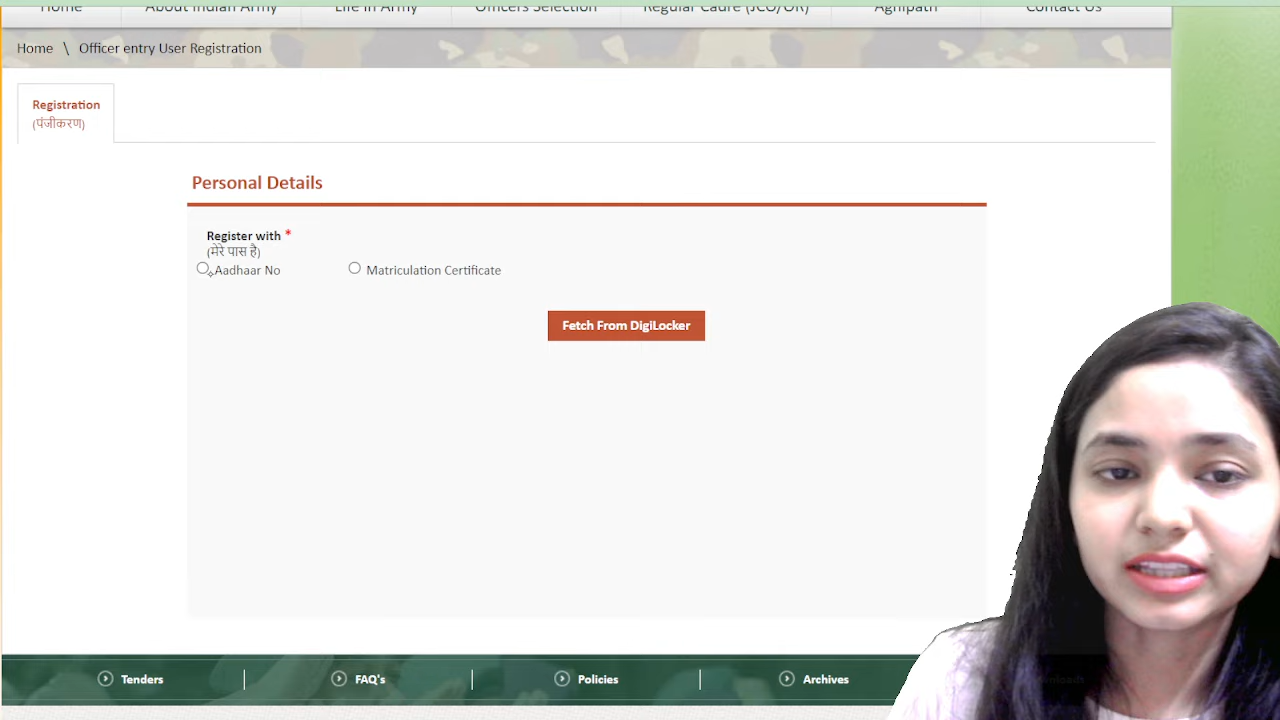 Home About Indian Army Life in Army Officers Selection Regular Cadre (JCO/OR) Agnipath Contact Us
Home \ Officer entry User Registration
Registration
(पंजीकरण)
Personal Details
Register with *
(मेरे पास है)
Aadhaar No Matriculation Certificate
Fetch From DigiLocker
Tenders FAQ's Policies Archives